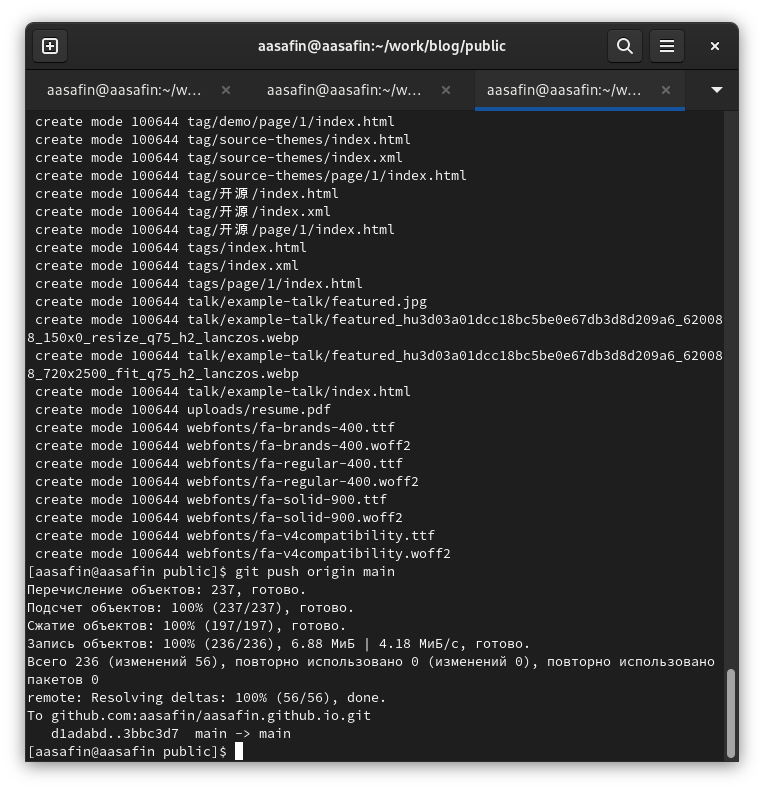 aasafin@aasafin:~/work/blog/public
aasafin@aasafin:~/w...
aasafin@aasafin:~/w...
aasafin@aasafin:~/w...
create mode 100644 tag/demo/page/1/index.html
create mode 100644 tag/source-themes/index.html
create mode 100644 tag/source-themes/index.xml
create mode 100644 tag/source-themes/page/1/index.html
create mode 100644 tag/开源/index.html
create mode 100644 tag/开源/index.xml
create mode 100644 tag/开源/page/1/index.html
create mode 100644 tags/index.html
create mode 100644 tags/index.xml
create mode 100644 tags/page/1/index.html
create mode 100644 talk/example-talk/featured.jpg
create mode 100644 talk/example-talk/featured_hu3d03a01dcc18bc5be0e67db3d8d209a6_62008
8_150x0_resize_q75_h2_lanczos.webp
create mode 100644 talk/example-talk/featured_hu3d03a01dcc18bc5be0e67db3d8d209a6_62008
8_720x2500_fit_q75_h2_lanczos.webp
create mode 100644 talk/example-talk/index.html
create mode 100644 uploads/resume.pdf
create mode 100644 webfonts/fa-brands-400.ttf
create mode 100644 webfonts/fa-brands-400.woff2
create mode 100644 webfonts/fa-regular-400.ttf
create mode 100644 webfonts/fa-regular-400.woff2
create mode 100644 webfonts/fa-solid-900.ttf
create mode 100644 webfonts/fa-solid-900.woff2
create mode 100644 webfonts/fa-v4compatibility.ttf
create mode 100644 webfonts/fa-v4compatibility.woff2
[aasafin@aasafin public]$ git push origin main
Перечисление объектов: 237, готово.
Подсчет объектов: 100% (237/237), готово.
Сжатие объектов: 100% (197/197), готово.
Запись объектов: 100% (236/236), 6.88 МиБ | 4.18 МиБ/с, готово.
Всего 236 (изменений 56), повторно использовано 0 (изменений 0), повторно использовано
пакетов 0
remote: Resolving deltas: 100% (56/56), done.
To github.com:aasafin/aasafin.github.io.git
d1adabd..3bbc3d7  main -> main
[aasafin@aasafin public]$